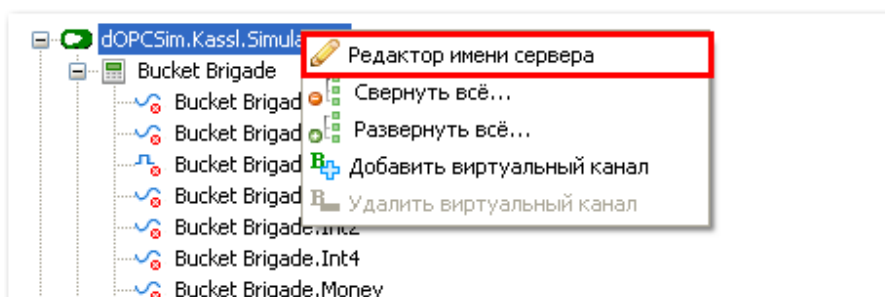 dOPCSim.Kassl.Simula
Редактор имени сервера
Bucket Brigade
Свернуть всё...
Bucket Brigad
Развернуть всё...
Bucket Brigad
Добавить виртуальный канал
Bucket Brigad
Удалить виртуальный канал
Bucket Brigad
Bucket Brigade.Int2
Bucket Brigade.Int4
Bucket Brigade.Money